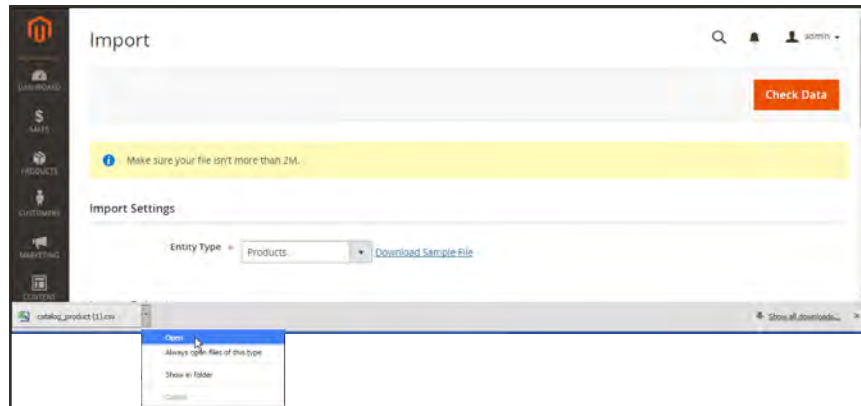 Import
admin
DASHBOARD
Check Data
SALES
Make sure your file isn't more than 2M.
PRODUCTS
Import Settings
CUSTOMERS
Entity Type * Products Download Sample File
MARKETING
CONTENT
catalog_product (1).csv Show all downloads...
Open
Always open files of this type
Show in folder
Cancel